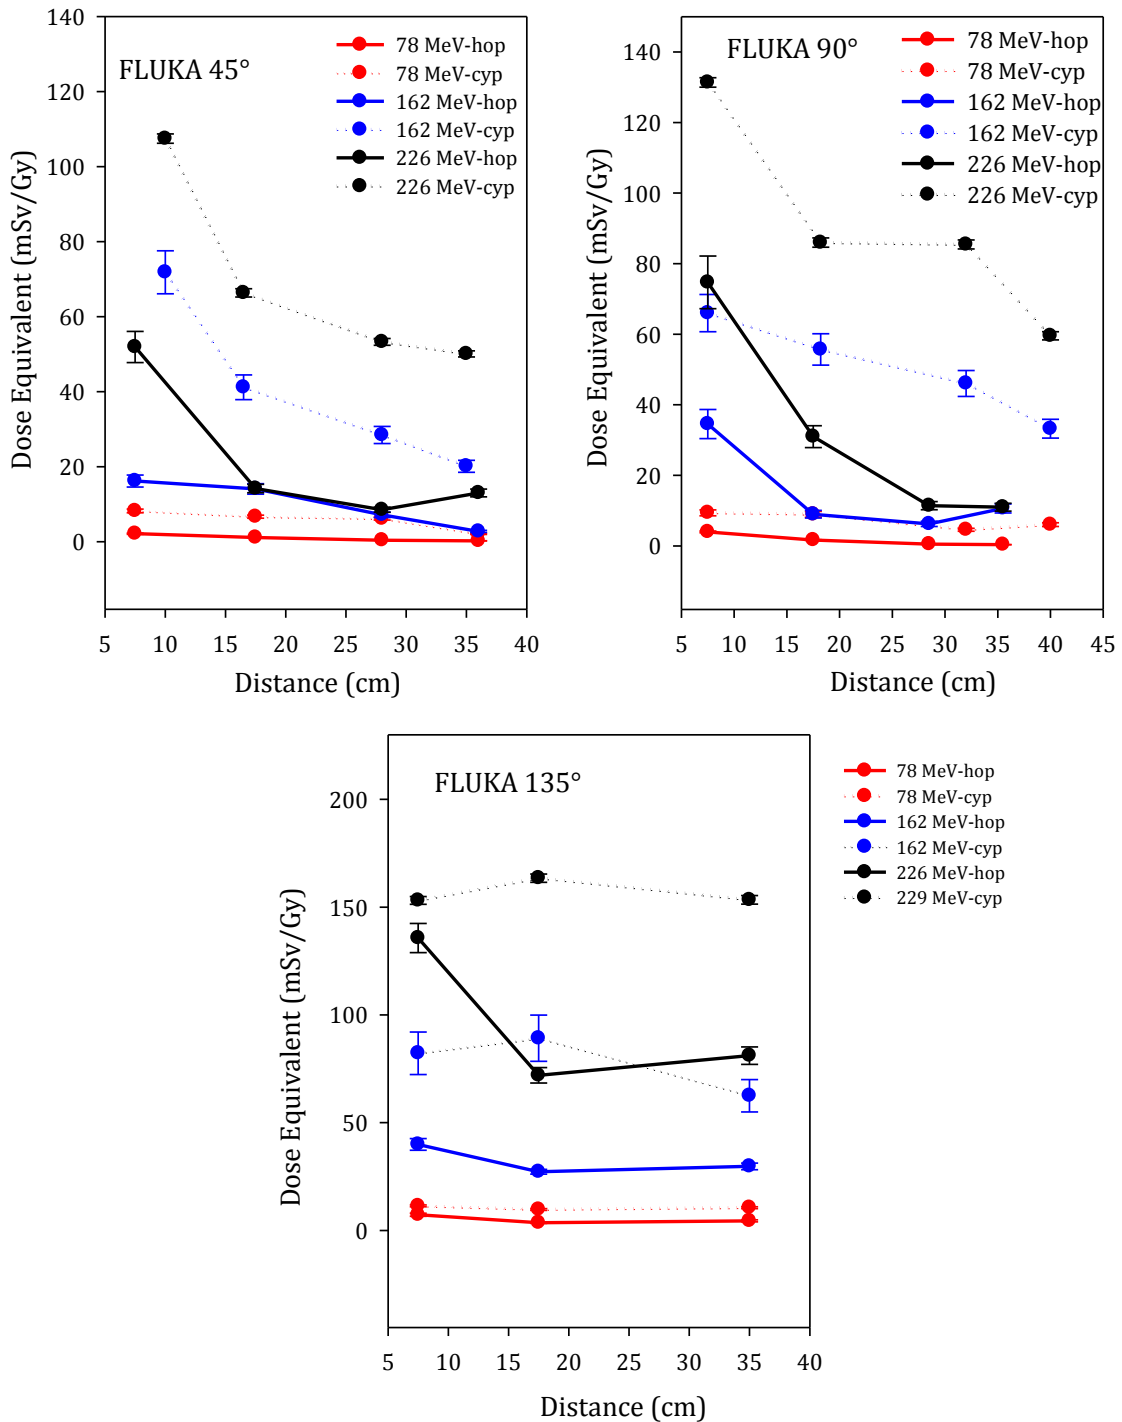 FLUKA 45°
78 MeV-hop
78 MeV-cyp
162 MeV-hop
162 MeV-cyp
226 MeV-hop
226 MeV-cyp
Dose Equivalent (mSv/Gy)
140
120
100
80
60
40
20
0
5 10 15 20 25 30 35 40
Distance (cm)
FLUKA 90°
78 MeV-hop
78 MeV-cyp
162 MeV-hop
162 MeV-cyp
226 MeV-hop
226 MeV-cyp
Dose Equivalent (mSv/Gy)
140
120
100
80
60
40
20
0
5 10 15 20 25 30 35 40 45
Distance (cm)
FLUKA 135°
78 MeV-hop
78 MeV-cyp
162 MeV-hop
162 MeV-cyp
226 MeV-hop
229 MeV-cyp
Dose Equivalent (mSv/Gy)
200
150
100
50
0
5 10 15 20 25 30 35 40
Distance (cm)